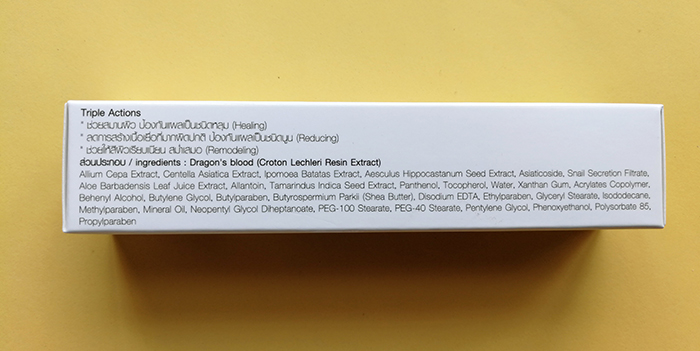 Triple Actions
* ช่วยสมานผิว ป้องกันแผลเป็นชนิดหลุม (Healing)
* ลดการสร้างเนื้อเยื่อที่มากผิดปกติ ป้องกันแผลเป็นชนิดนูน (Reducing)
* ช่วยให้สีผิวเรียบเนียน สม่ำเสมอ (Remodeling)
ส่วนประกอบ / ingredients : Dragon's blood (Croton Lechleri Resin Extract)
Allium Cepa Extract, Centella Asiatica Extract, Ipomoea Batatas Extract, Aesculus Hippocastanum Seed Extract, Asiaticoside, Snail Secretion Filtrate,
Aloe Barbadensis Leaf Juice Extract, Allantoin, Tamarindus Indica Seed Extract, Panthenol, Tocopherol, Water, Xanthan Gum, Acrylates Copolymer,
Behenyl Alcohol, Butylene Glycol, Butylparaben, Butyrospermum Parkii (Shea Butter), Disodium EDTA, Ethylparaben, Glyceryl Stearate, Isododecane,
Methylparaben, Mineral Oil, Neopentyl Glycol Diheptanoate, PEG-100 Stearate, PEG-40 Stearate, Pentylene Glycol, Phenoxyethanol, Polysorbate 85,
Propylparaben